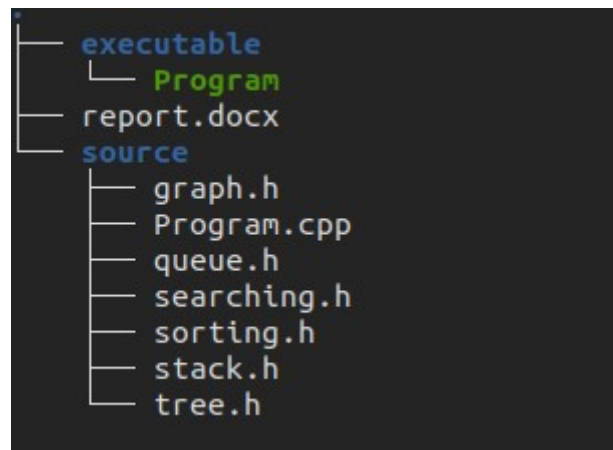 .
├── executable
│   └── Program
├── report.docx
└── source
    ├── graph.h
    ├── Program.cpp
    ├── queue.h
    ├── searching.h
    ├── sorting.h
    ├── stack.h
    └── tree.h